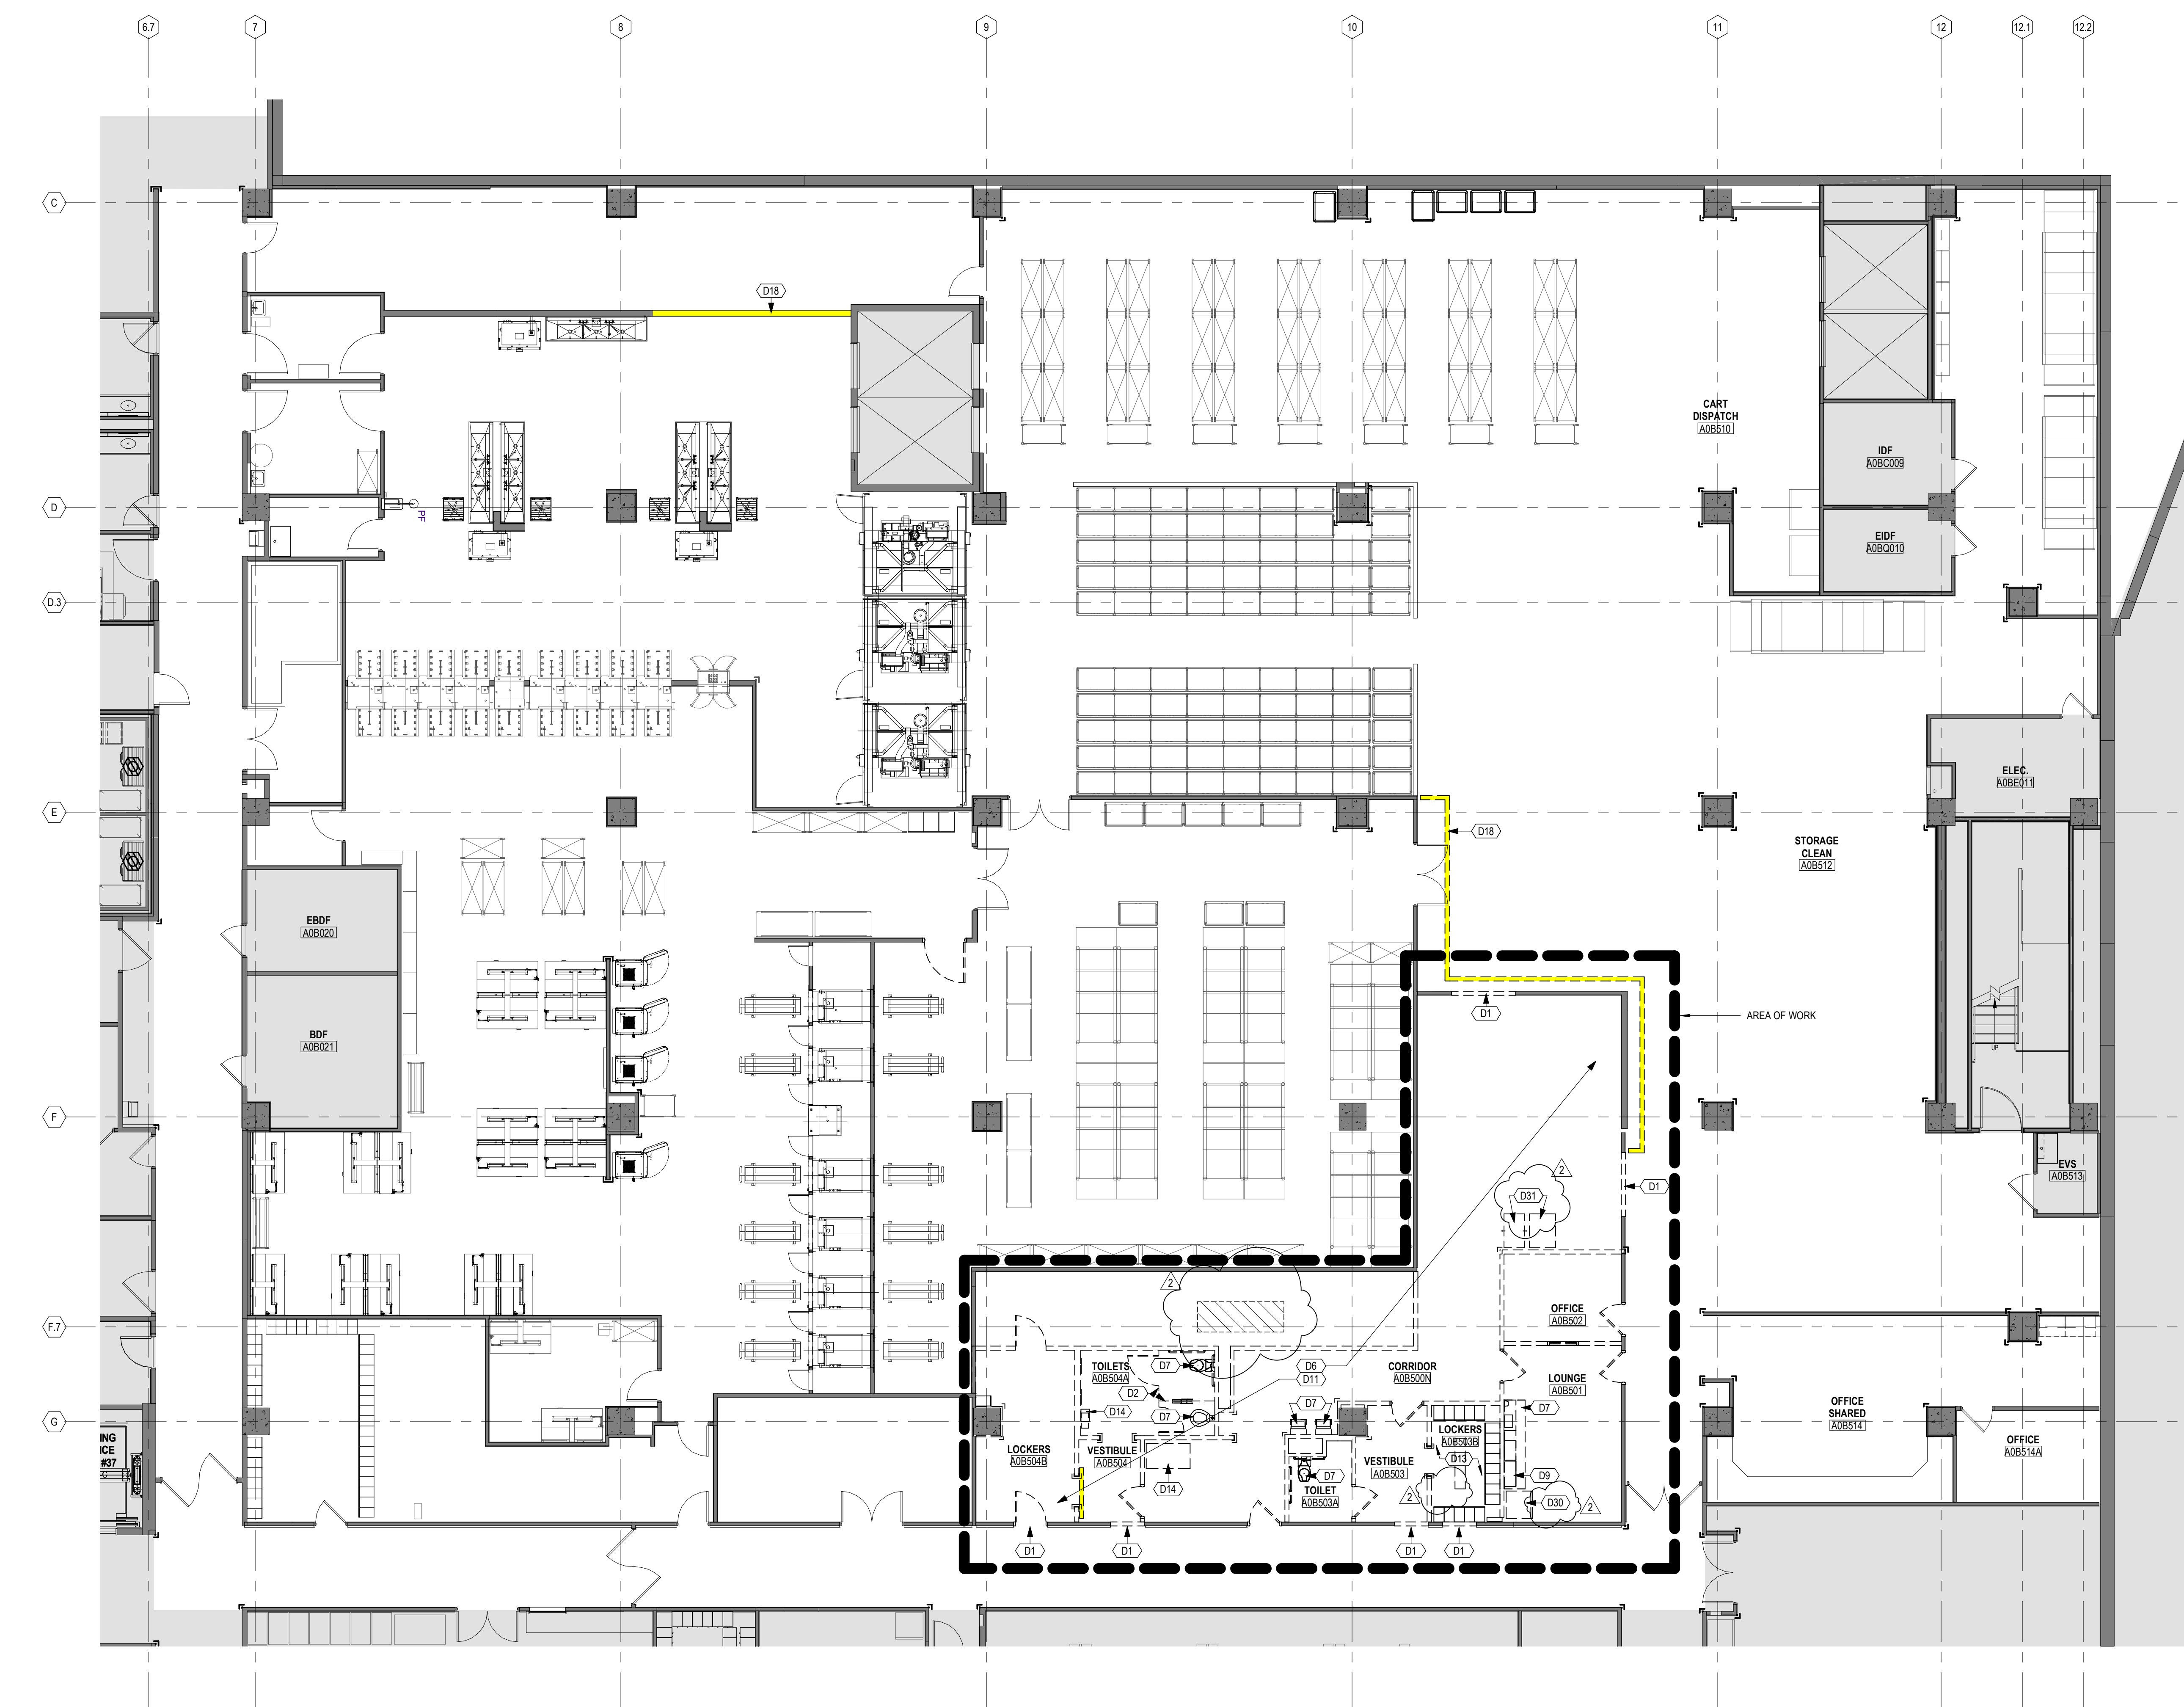 6.7
7
8
9
10
11
12
12.1
12.2
C
D18
CART
DISPATCH
A0B510
IDF
A0BC009
D
PF
EIDF
A0BQ010
D.3
ELEC.
A0BE011
E
D18
STORAGE
CLEAN
A0B512
EBDF
A0B020
D1
AREA OF WORK
BDF
A0B021
UP
F
EVS
A0B513
2
D1
D31
2
OFFICE
A0B502
F.7
TOILETS
A0B504A
D7
D6
D11
CORRIDOR
A0B500N
LOUNGE
A0B501
D2
D14
D7
D7
D7
OFFICE
SHARED
A0B514
G
LOCKERS
A0B503B
LOCKERS
A0B504B
VESTIBULE
A0B504
VESTIBULE
A0B503
D13
OFFICE
A0B514A
NG
ICE
#37
D14
D7
TOILET
A0B503A
D9
2
D30
2
D1
D1
D1
D1